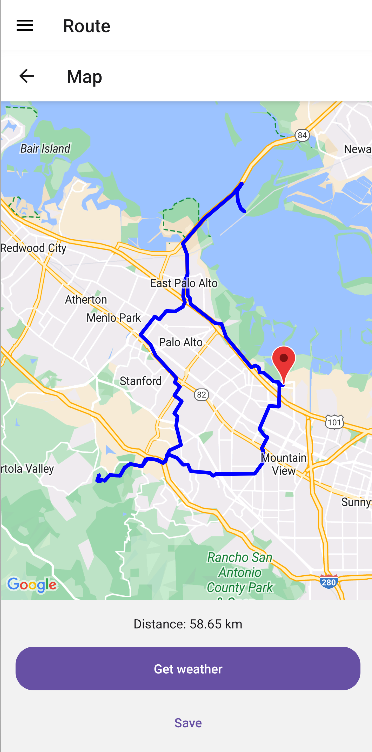 Route
Map
84
Bair Island
Newa
Redwood City
East Palo Alto
Atherton
Menlo Park
Palo Alto
Stanford
82
101
rtola Valley
Mountain
View
Sunny
Rancho San
Antonio
County Park
280
Google
Distance: 58.65 km
Get weather
Save